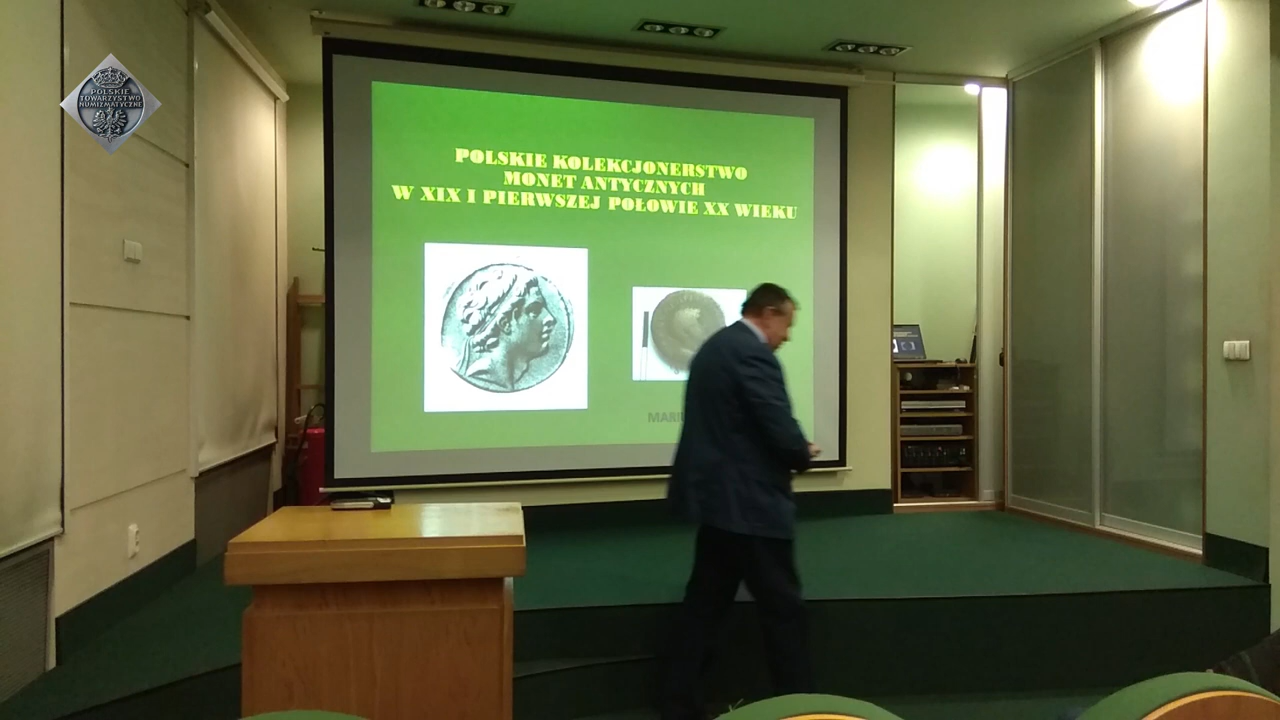 POLSKIE
TOWARZYSTWO
NUMIZMATYCZNE
POLSKIE KOLEKCJONERSTWO
MONET ANTYCZNYCH
W XIX I PIERWSZEJ POŁOWIE XX WIEKU